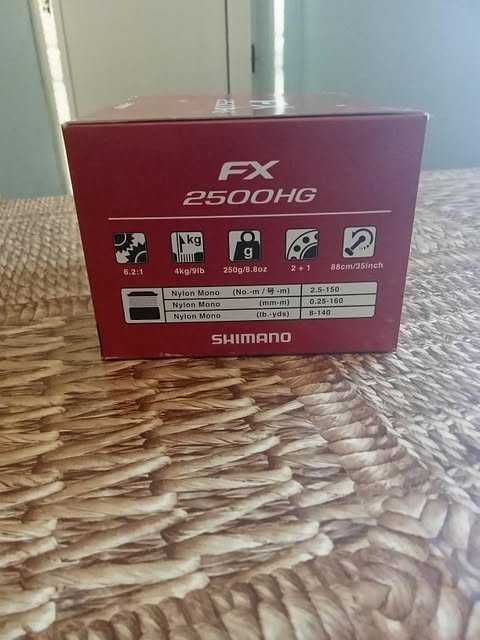 FX
FX
2500HG
kg
g
6.2:1
4kg/9lb
250g/8.8oz
2 + 1
88cm/35inch
Nylon Mono (No.-m / 号-m) 2.5-150
Nylon Mono (mm-m) 0.25-160
Nylon Mono (lb.-yds) 8-140
SHIMANO